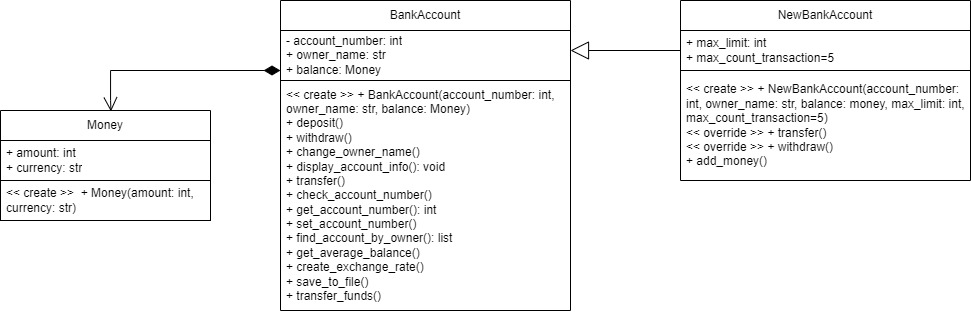 BankAccount
- account_number: int
+ owner_name: str
+ balance: Money
<< create >> + BankAccount(account_number: int,
owner_name: str, balance: Money)
+ deposit()
+ withdraw()
+ change_owner_name()
+ display_account_info(): void
+ transfer()
+ check_account_number()
+ get_account_number(): int
+ set_account_number()
+ find_account_by_owner(): list
+ get_average_balance()
+ create_exchange_rate()
+ save_to_file()
+ transfer_funds()
NewBankAccount
+ max_limit: int
+ max_count_transaction=5
<< create >> + NewBankAccount(account_number:
int, owner_name: str, balance: money, max_limit: int,
max_count_transaction=5)
<< override >> + transfer()
<< override >> + withdraw()
+ add_money()
Money
+ amount: int
+ currency: str
<< create >> + Money(amount: int,
currency: str)